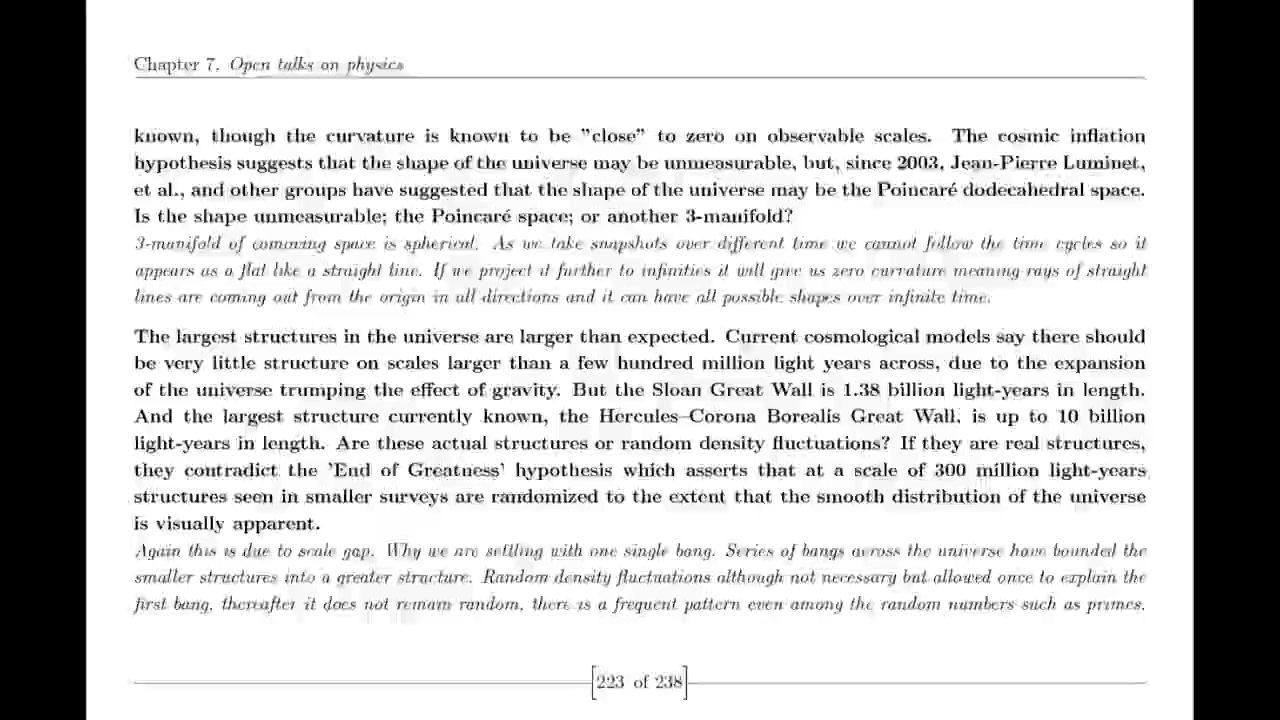 Chapter 7. Open talks on physics
known, though the curvature is known to be "close" to zero on observable scales. The cosmic inflation
hypothesis suggests that the shape of the universe may be unmeasurable, but, since 2003, Jean-Pierre Luminet,
et al., and other groups have suggested that the shape of the universe may be the Poincaré dodecahedral space.
Is the shape unmeasurable; the Poincaré space; or another 3-manifold?
3-manifold of commong space is spherical. As we take snapshots over different time we cannot follow the time cycles so it
appears as a flat like a straight line. If we project it further to infinities it will give us zero curvature meaning rays of straight
lines are coming out from the origin in all directions and it can have all possible shapes over infinite time.
The largest structures in the universe are larger than expected. Current cosmological models say there should
be very little structure on scales larger than a few hundred million light years across, due to the expansion
of the universe trumping the effect of gravity. But the Sloan Great Wall is 1.38 billion light-years in length.
And the largest structure currently known, the Hercules–Corona Borealis Great Wall, is up to 10 billion
light-years in length. Are these actual structures or random density fluctuations? If they are real structures,
they contradict the 'End of Greatness' hypothesis which asserts that at a scale of 300 million light-years
structures seen in smaller surveys are randomized to the extent that the smooth distribution of the universe
is visually apparent.
Again this is due to scale gap. Why we are settling with one single bang. Series of bangs across the universe have bounded the
smaller structures into a greater structure. Random density fluctuations although not necessary but allowed once to explain the
first bang, thereafter it does not remain random, there is a frequent pattern even among the random numbers such as primes.
[223 of 238]